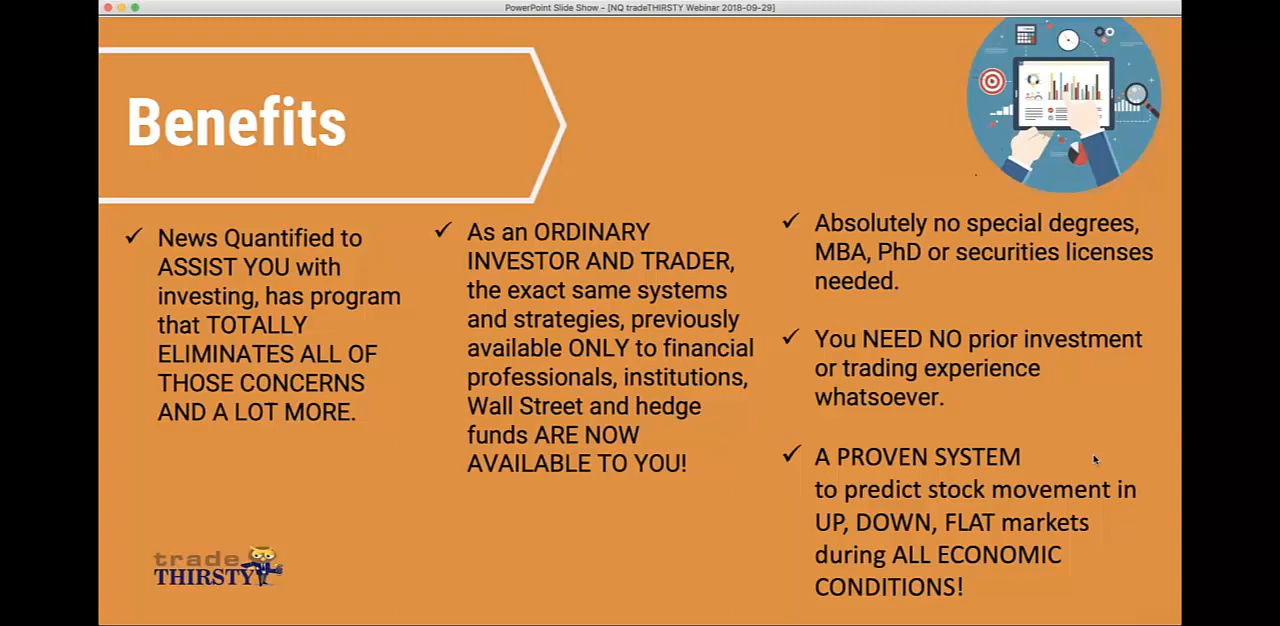 PowerPoint Slide Show - [NQ tradeTHIRSTY Webinar 2018-09-29]
Benefits
News Quantified to
ASSIST YOU with
investing, has program
that TOTALLY
ELIMINATES ALL OF
THOSE CONCERNS
AND A LOT MORE.
As an ORDINARY
INVESTOR AND TRADER,
the exact same systems
and strategies, previously
available ONLY to financial
professionals, institutions,
Wall Street and hedge
funds ARE NOW
AVAILABLE TO YOU!
Absolutely no special degrees,
MBA, PhD or securities licenses
needed.
You NEED NO prior investment
or trading experience
whatsoever.
A PROVEN SYSTEM
to predict stock movement in
UP, DOWN, FLAT markets
during ALL ECONOMIC
CONDITIONS!
trade
THIRSTY